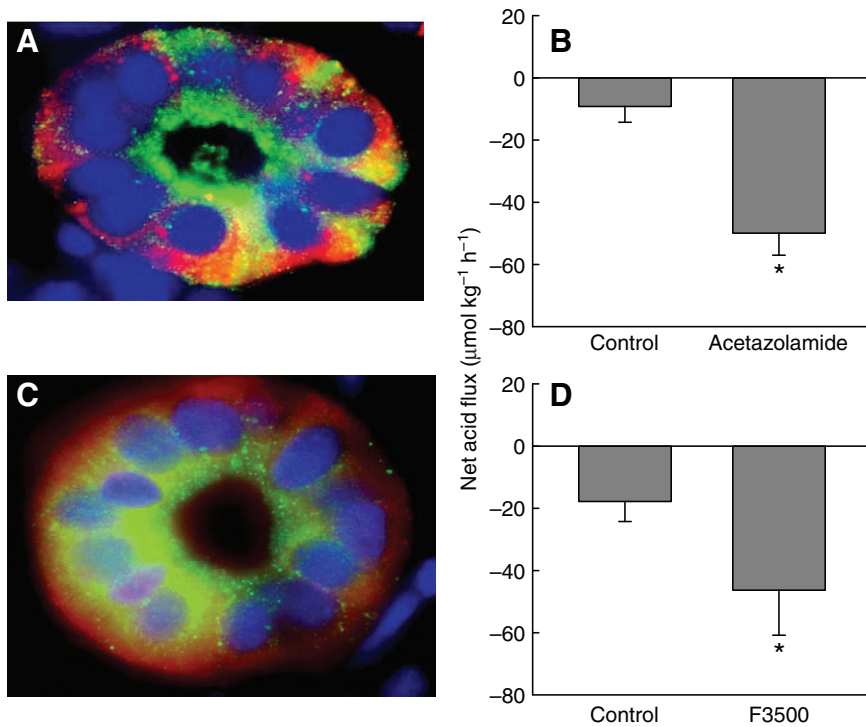 A
B
20
0
–20
–40
–60
*
–80
Control Acetazolamide
Net acid flux (μmol kg–1 h–1)
C
D
20
0
–20
–40
–60
*
–80
Control F3500